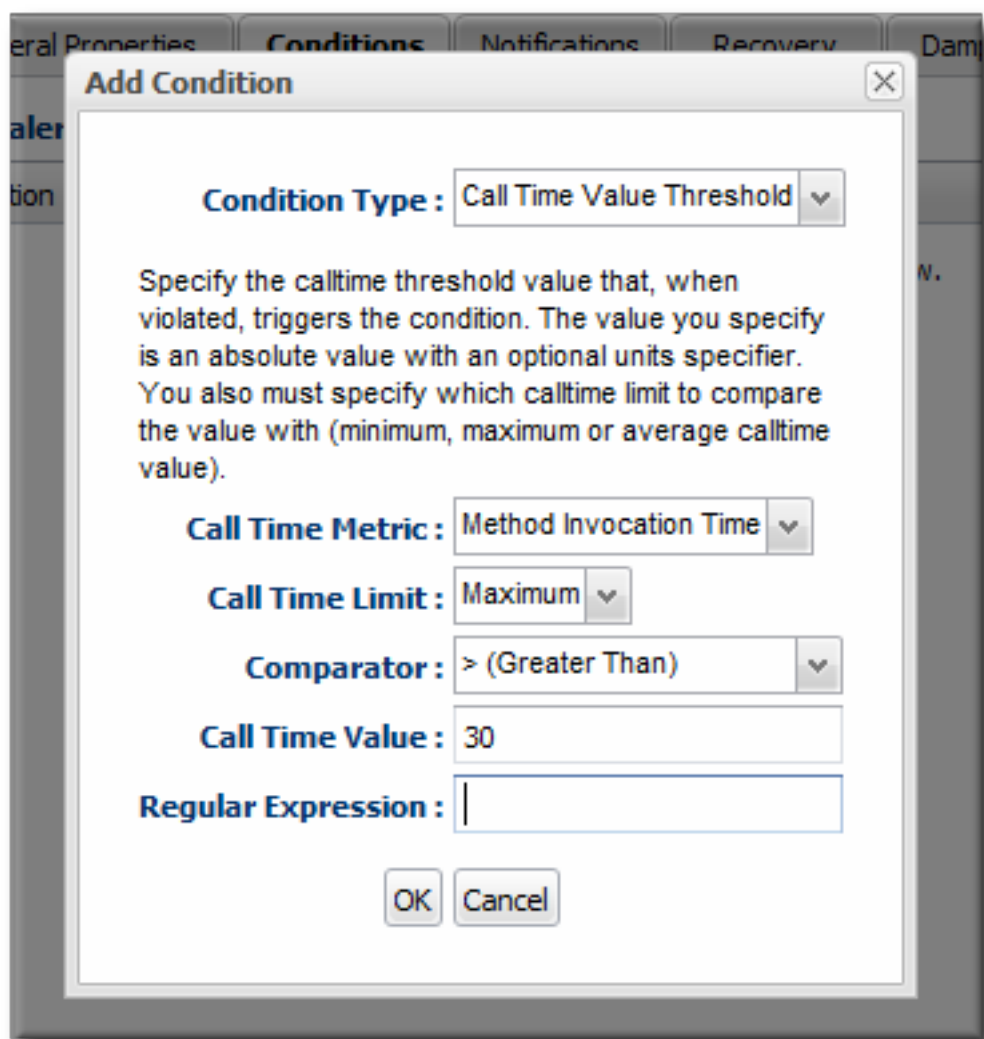 eral Properties Conditions Notifications Recovery Damp
Add Condition
aler
tion
Condition Type : Call Time Value Threshold
w.
Specify the calltime threshold value that, when
violated, triggers the condition. The value you specify
is an absolute value with an optional units specifier.
You also must specify which calltime limit to compare
the value with (minimum, maximum or average calltime
value).
Call Time Metric : Method Invocation Time
Call Time Limit : Maximum
Comparator : > (Greater Than)
Call Time Value : 30
Regular Expression :
OK Cancel